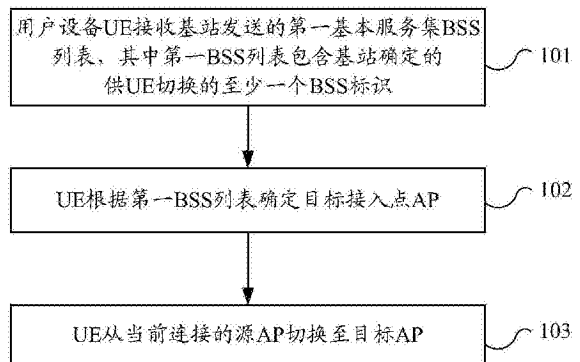 用户设备UE接收基站发送的第一基本服务集BSS
列表，其中第一BSS列表包含基站确定的
供UE切换的至少一个BSS标识
101
UE根据第一BSS列表确定目标接入点AP
102
UE从当前连接的源AP切换至目标AP
103